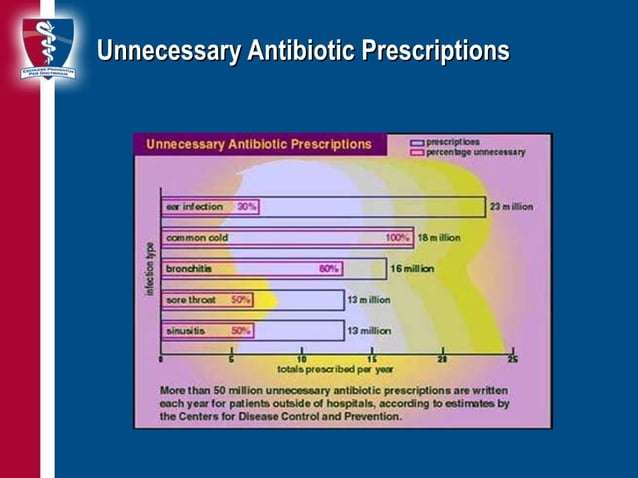 Unnecessary Antibiotic Prescriptions
Unnecessary Antibiotic Prescriptions
prescriptions
percentage unnecessary
ear infection 30% 23 million
common cold 100% 18 million
bronchitis 80% 16 million
sore throat 50% 13 million
sinusitis 50% 13 million
infection type
0 5 10 15 20 25
totals prescribed per year
More than 50 million unnecessary antibiotic prescriptions are written
each year for patients outside of hospitals, according to estimates by
the Centers for Disease Control and Prevention.